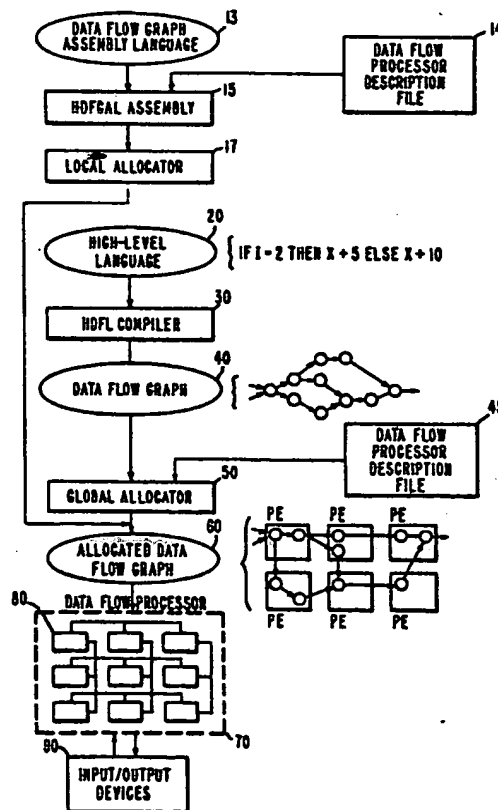 13
DATA FLOW GRAPH
ASSEMBLY LANGUAGE
14
DATA FLOW
PROCESSOR
DESCRIPTION
FILE
15
HDFGAL ASSEMBLY
17
LOCAL ALLOCATOR
20
HIGH-LEVEL
LANGUAGE
IF I = 2 THEN X + 5 ELSE X + 10
30
HDFL COMPILER
40
DATA FLOW GRAPH
45
DATA FLOW
PROCESSOR
DESCRIPTION
FILE
50
GLOBAL ALLOCATOR
60
ALLOCATED DATA
FLOW GRAPH
PE PE PE
PE PE PE
DATA FLOW PROCESSOR
80
70
90
INPUT/OUTPUT
DEVICES